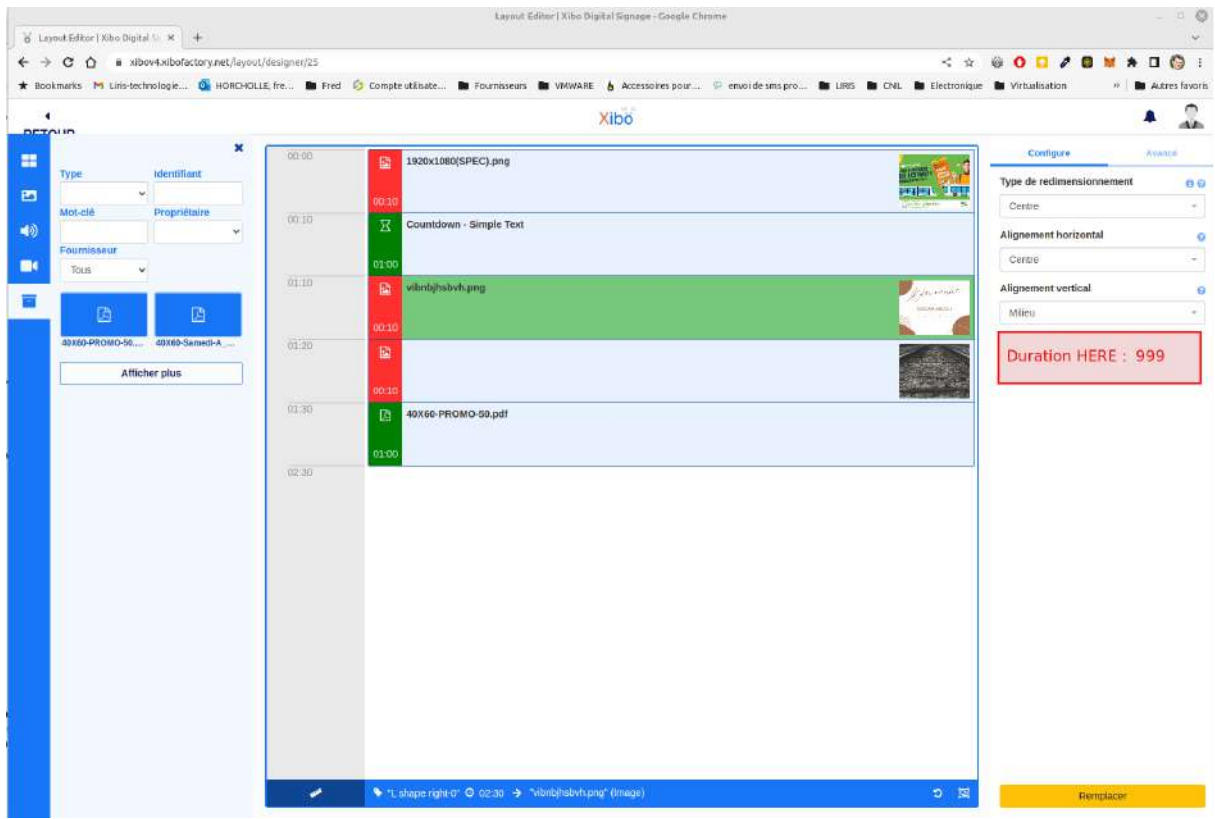 Layout Editor | Xibo Digital Signage - Google Chrome
Layout Editor | Xibo Digital Si
xibov4.xibofactory.net/layout/designer/25
Bookmarks Liris-technologie... HORCHOLLE, fre... Fred Compte utilisate... Fournisseurs VMWARE Accessoires pour... envoi de sms pro... LIRIS CNIL Electronique Virtualisation » Autres favoris
RETOUR
Xibo
Type Identifiant
Mot-clé Propriétaire
Fournisseur
Tous
40X60-PROMO-50.... 40X60-Samedi-A_...
Afficher plus
00:00
1920x1080(SPEC).png
00:10
00:10
Countdown - Simple Text
01:00
01:10
vibnbjhsbvh.png
00:10
01:20
00:10
01:30
40X60-PROMO-50.pdf
01:00
02:30
"L shape right-0" 02:30 → "vibnbjhsbvh.png" (Image)
Configure Avancé
Type de redimensionnement
Centre
Alignement horizontal
Centre
Alignement vertical
Milieu
Duration HERE : 999
Remplacer